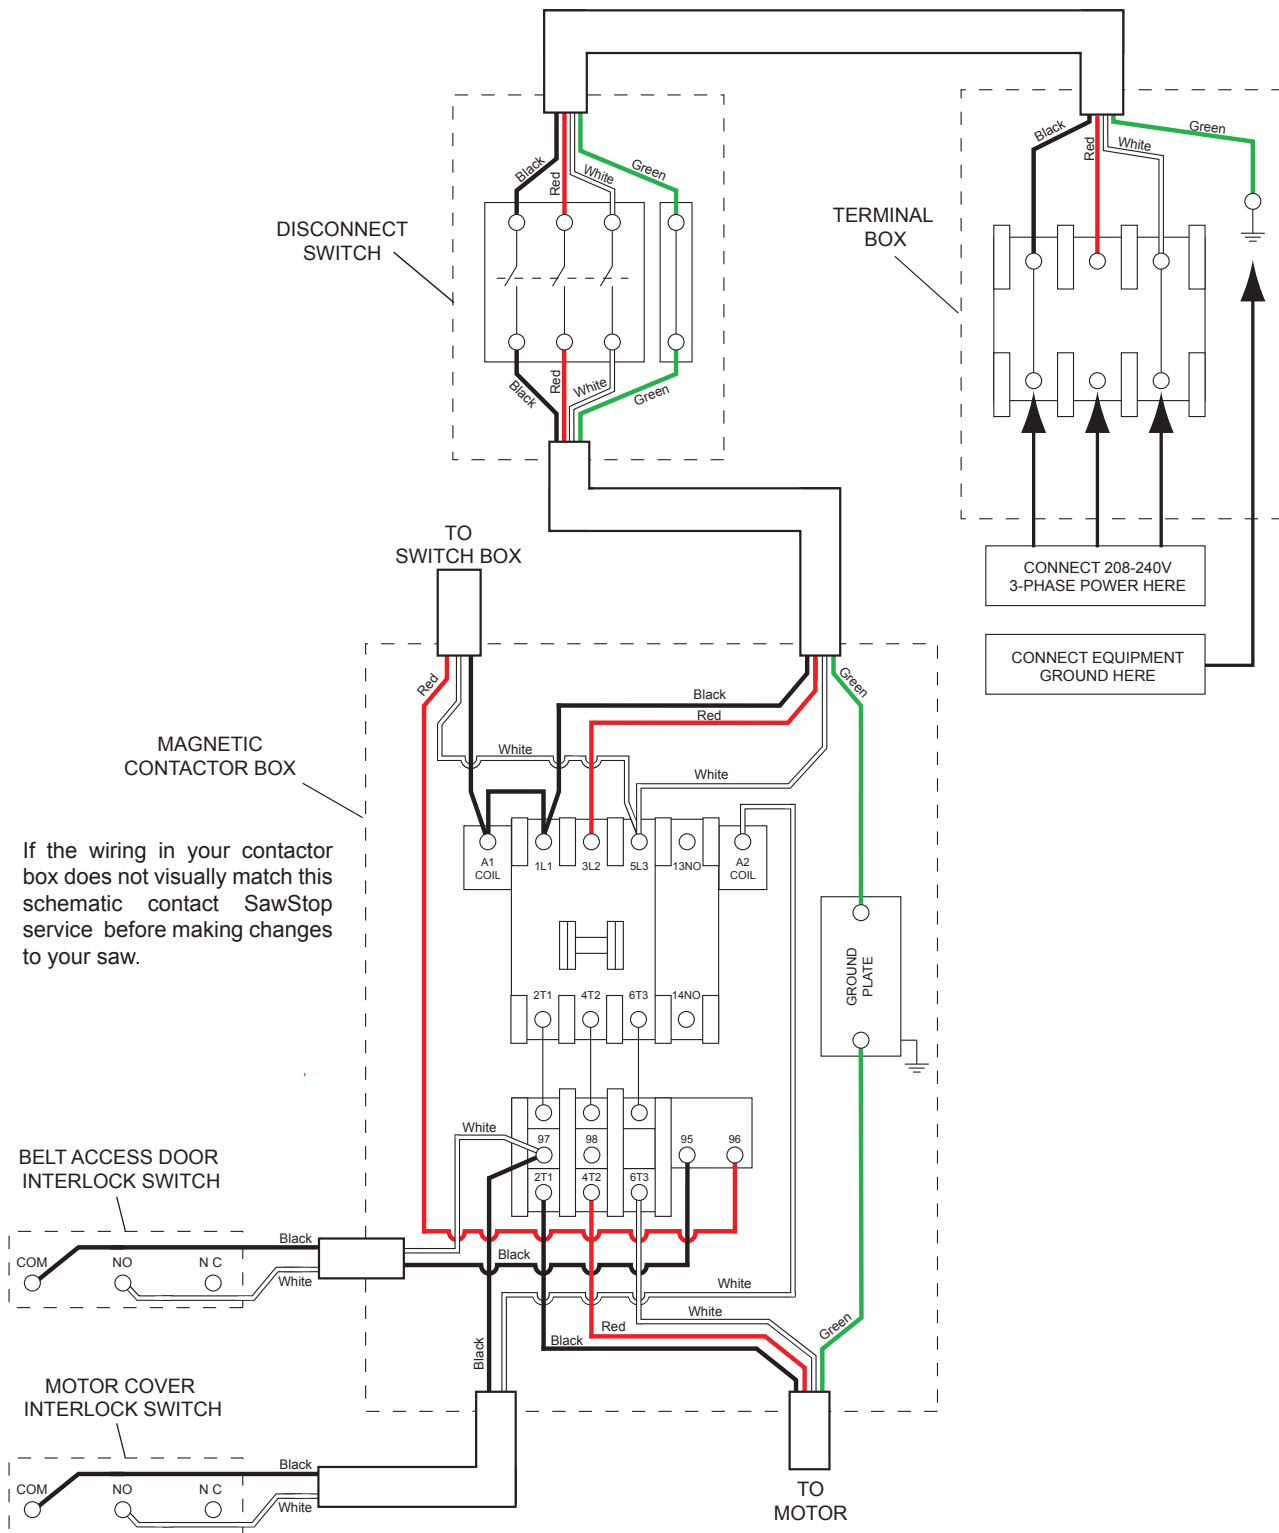 Black
Red
White
Green
DISCONNECT
SWITCH
Black
Red
White
Green
Black
Red
White
Green
TERMINAL
BOX
CONNECT 208-240V
3-PHASE POWER HERE
CONNECT EQUIPMENT
GROUND HERE
TO
SWITCH BOX
Red
Black
Red
White
White
Green
MAGNETIC
CONTACTOR BOX
If the wiring in your contactor
box does not visually match this
schematic contact SawStop
service before making changes
to your saw.
A1
COIL
1L1
3L2
5L3
13NO
A2
COIL
2T1
4T2
6T3
14NO
GROUND
PLATE
White
97
98
95
96
2T1
4T2
6T3
BELT ACCESS DOOR
INTERLOCK SWITCH
COM
NO
N C
Black
White
Black
White
White
Red
Black
Black
Green
MOTOR COVER
INTERLOCK SWITCH
COM
NO
N C
Black
White
TO
MOTOR